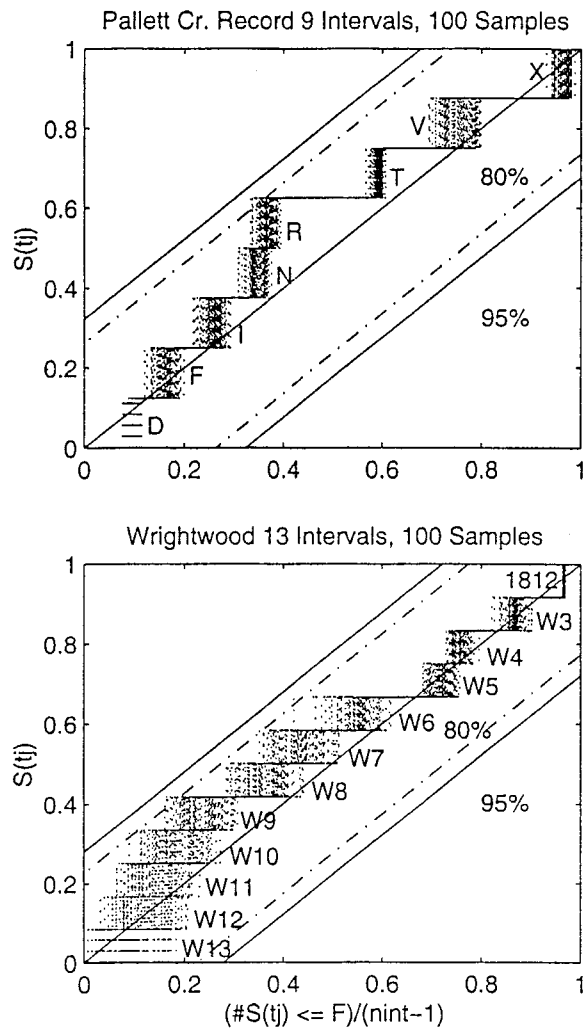 Pallett Cr. Record 9 Intervals, 100 Samples
1
X
V
0.8
80%
T
0.6
S(tj)
R
N
0.4
95%
I
0.2
F
D
0
0
0.2
0.4
0.6
0.8
1
Wrightwood 13 Intervals, 100 Samples
1
1812
W3
0.8
W4
W5
W6
0.6
80%
S(tj)
W7
W8
0.4
95%
W9
W10
W11
0.2
W12
W13
0
0
0.2
0.4
0.6
0.8
1
(#S(tj) <= F)/(nint-1)